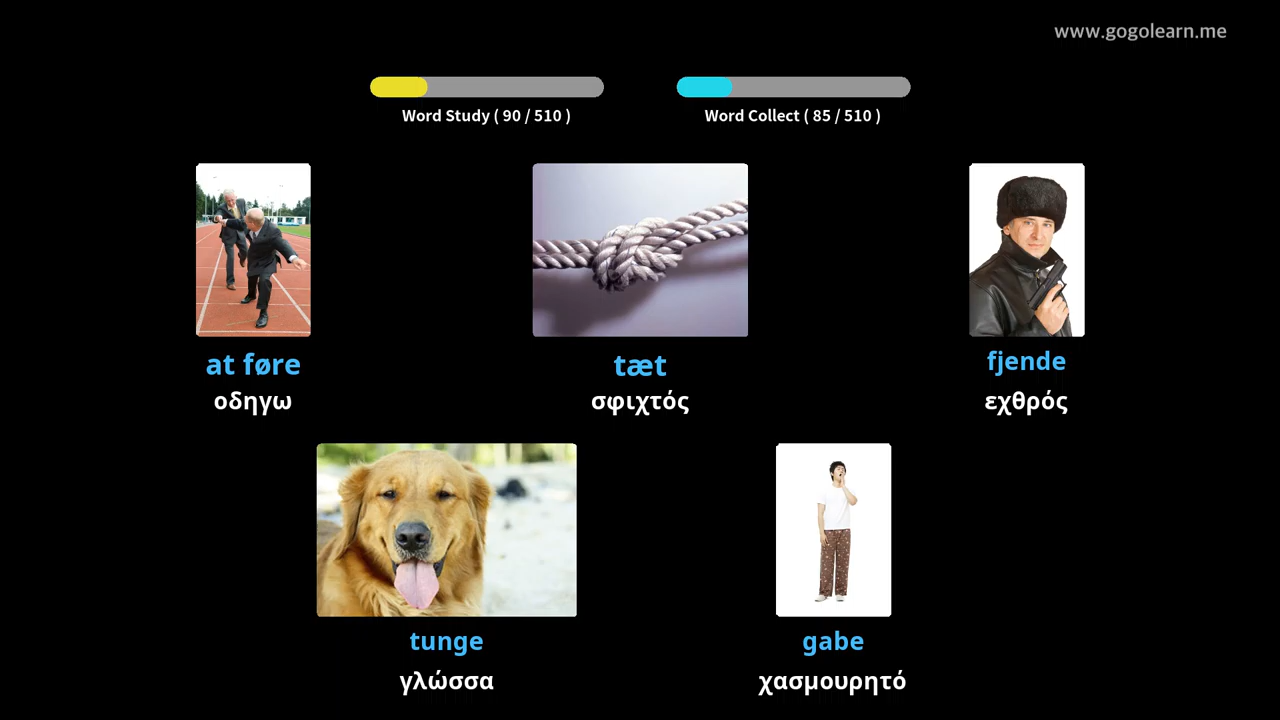 www.gogolearn.me
Word Study ( 90 / 510 )
Word Collect ( 85 / 510 )
at føre
οδηγω
tæt
σφιχτός
fjende
εχθρός
tunge
γλώσσα
gabe
χασμουρητό